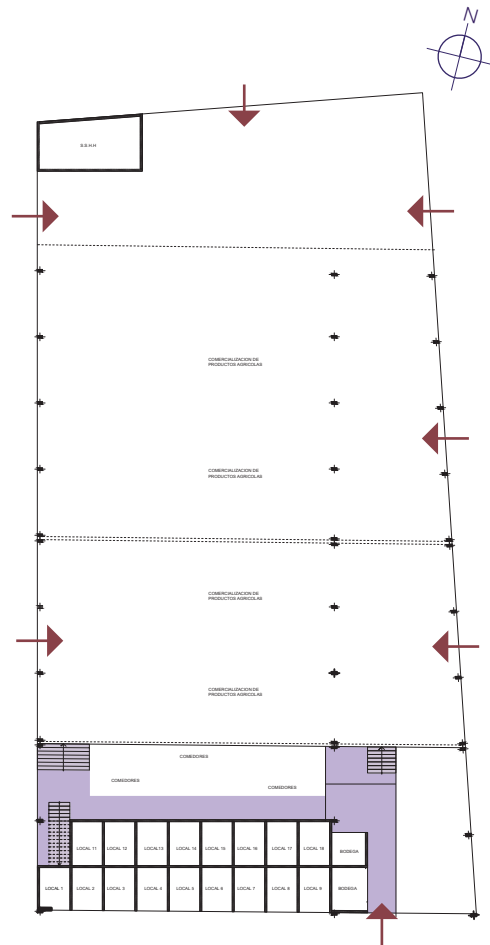 N
S.S.H.H
COMERCIALIZACION DE
PRODUCTOS AGRICOLAS
COMERCIALIZACION DE
PRODUCTOS AGRICOLAS
COMERCIALIZACION DE
PRODUCTOS AGRICOLAS
COMERCIALIZACION DE
PRODUCTOS AGRICOLAS
COMEDORES
COMEDORES
COMEDORES
LOCAL 11
LOCAL 12
LOCAL13
LOCAL 14
LOCAL 15
LOCAL 16
LOCAL 17
LOCAL 18
BODEGA
LOCAL 1
LOCAL 2
LOCAL 3
LOCAL 4
LOCAL 5
LOCAL 6
LOCAL 7
LOCAL 8
LOCAL 9
BODEGA